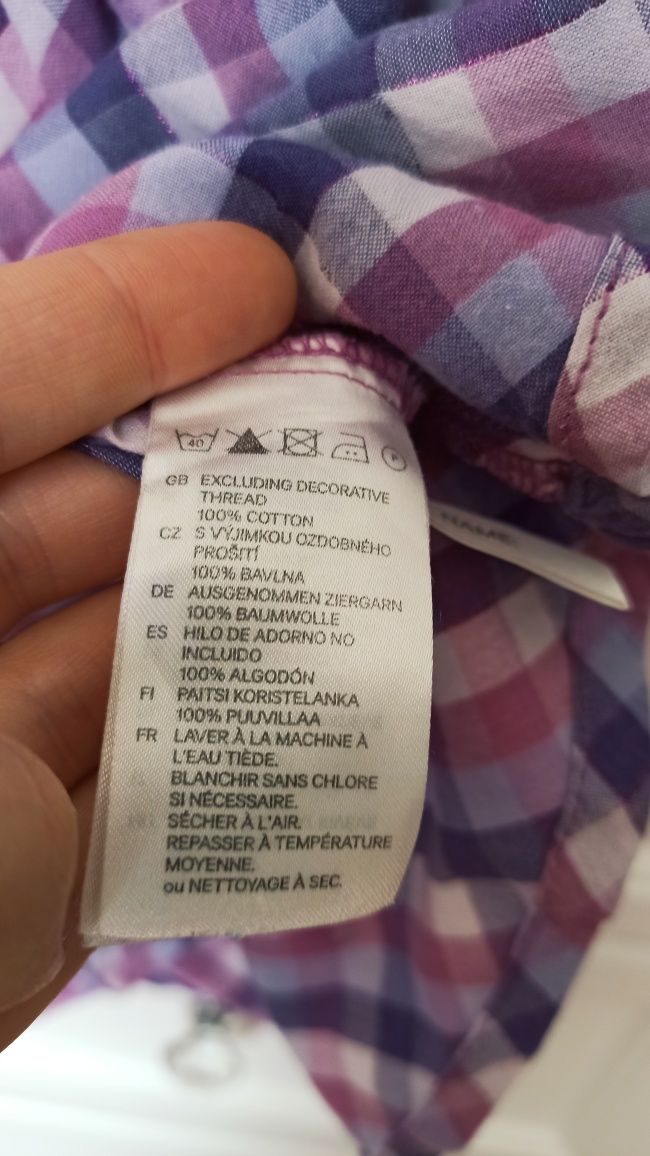 40 P
GB EXCLUDING DECORATIVE
THREAD
100% COTTON
CZ S VÝJIMKOU OZDOBNÉHO
PROŠITÍ
100% BAVLNA
DE AUSGENOMMEN ZIERGARN
100% BAUMWOLLE
ES HILO DE ADORNO NO
INCLUIDO
100% ALGODÓN
FI PAITSI KORISTELANKA
100% PUUVILLAA
FR LAVER À LA MACHINE À
L'EAU TIÈDE.
BLANCHIR SANS CHLORE
SI NÉCESSAIRE.
SÉCHER À L'AIR.
REPASSER À TEMPÉRATURE
MOYENNE.
ou NETTOYAGE À SEC.
NAME: